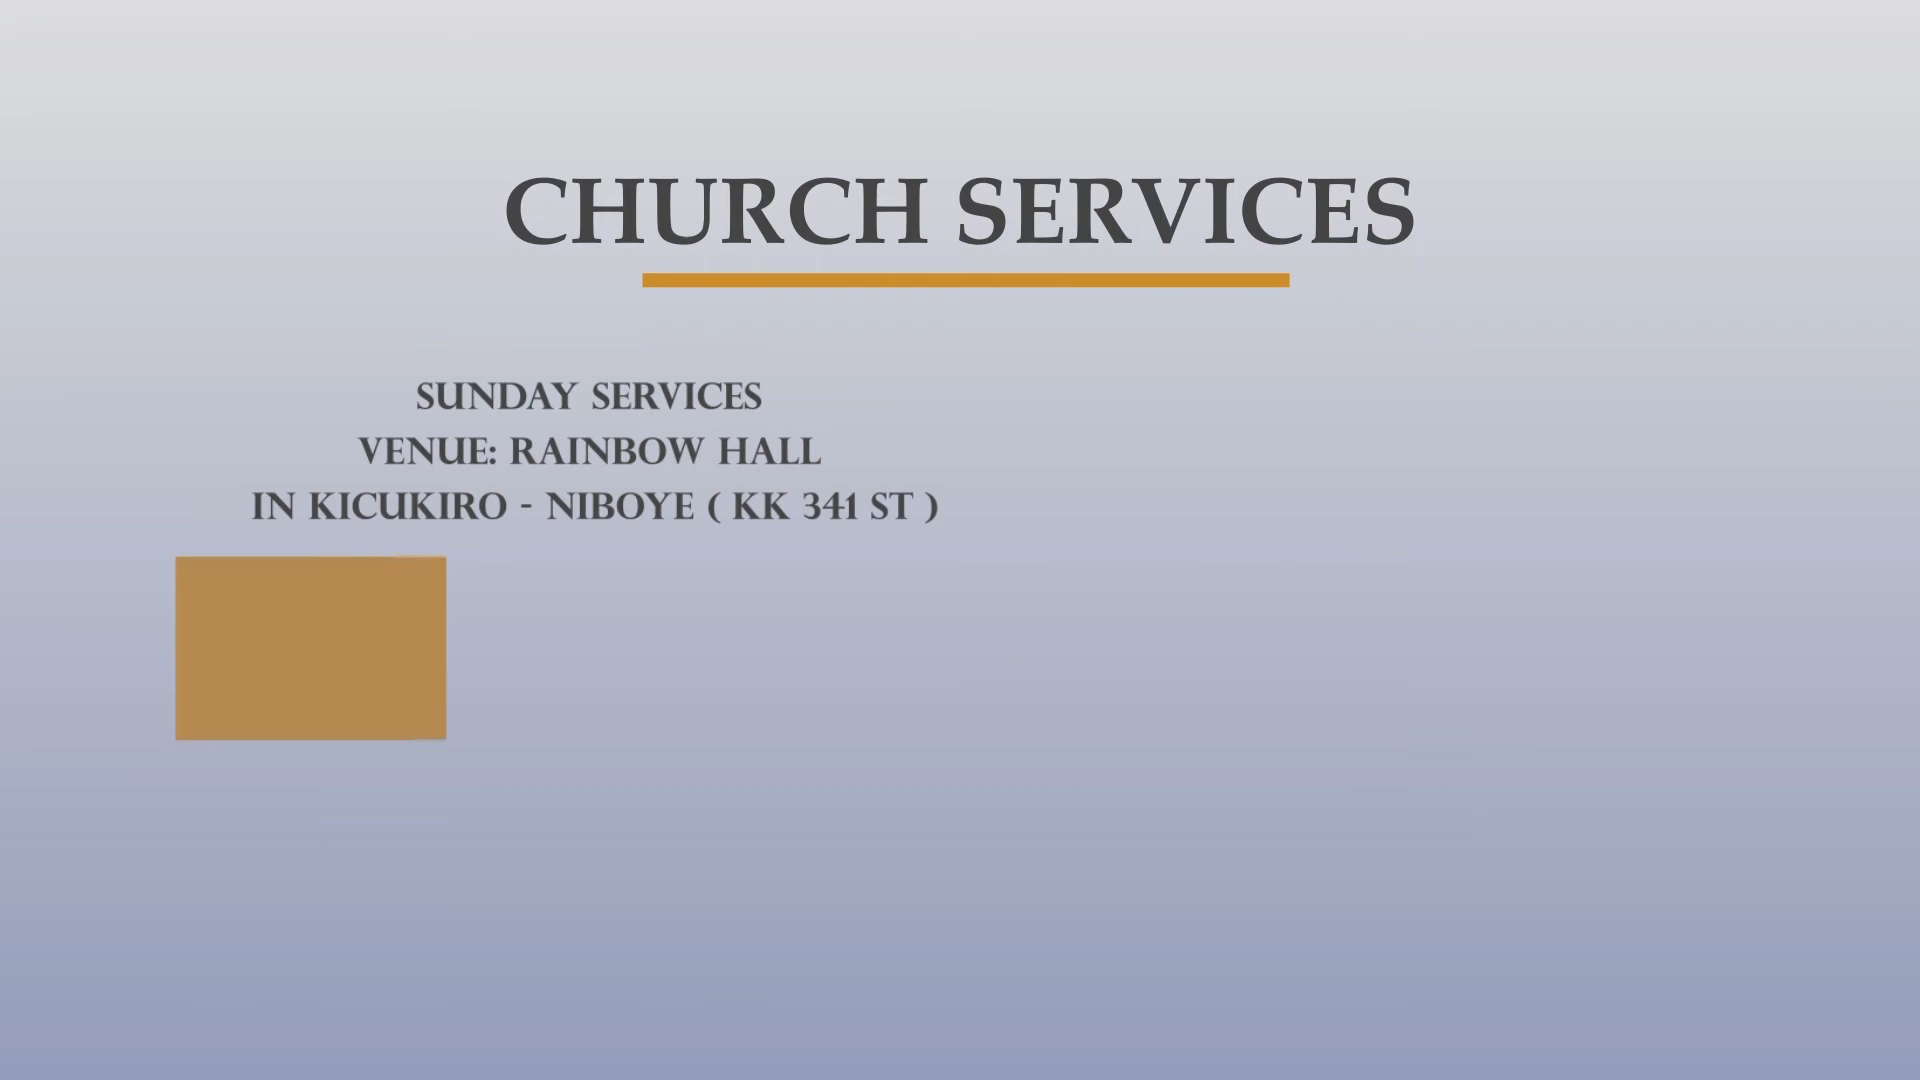 CHURCH SERVICES
SUNDAY SERVICES
VENUE: RAINBOW HALL
IN KICUKIRO - NIBOYE ( KK 341 ST )